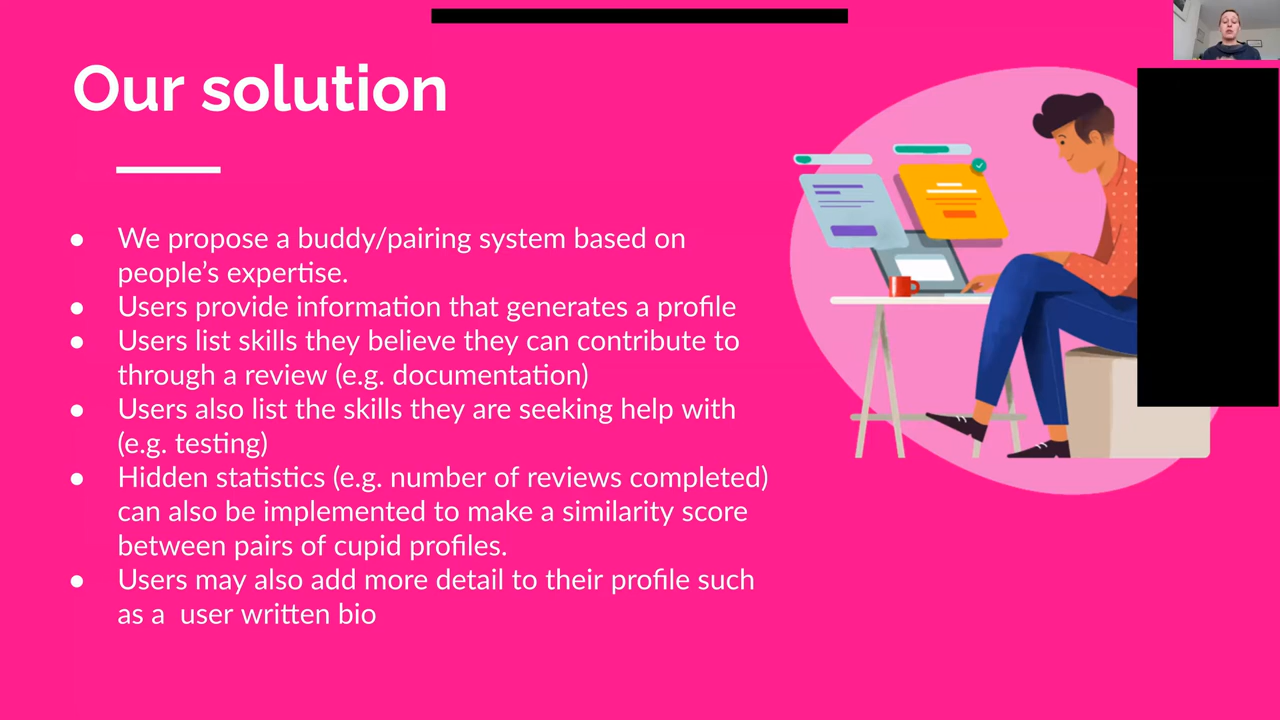 Our solution
● We propose a buddy/pairing system based on
people’s expertise.
● Users provide information that generates a profile
● Users list skills they believe they can contribute to
through a review (e.g. documentation)
● Users also list the skills they are seeking help with
(e.g. testing)
● Hidden statistics (e.g. number of reviews completed)
can also be implemented to make a similarity score
between pairs of cupid profiles.
● Users may also add more detail to their profile such
as a  user written bio